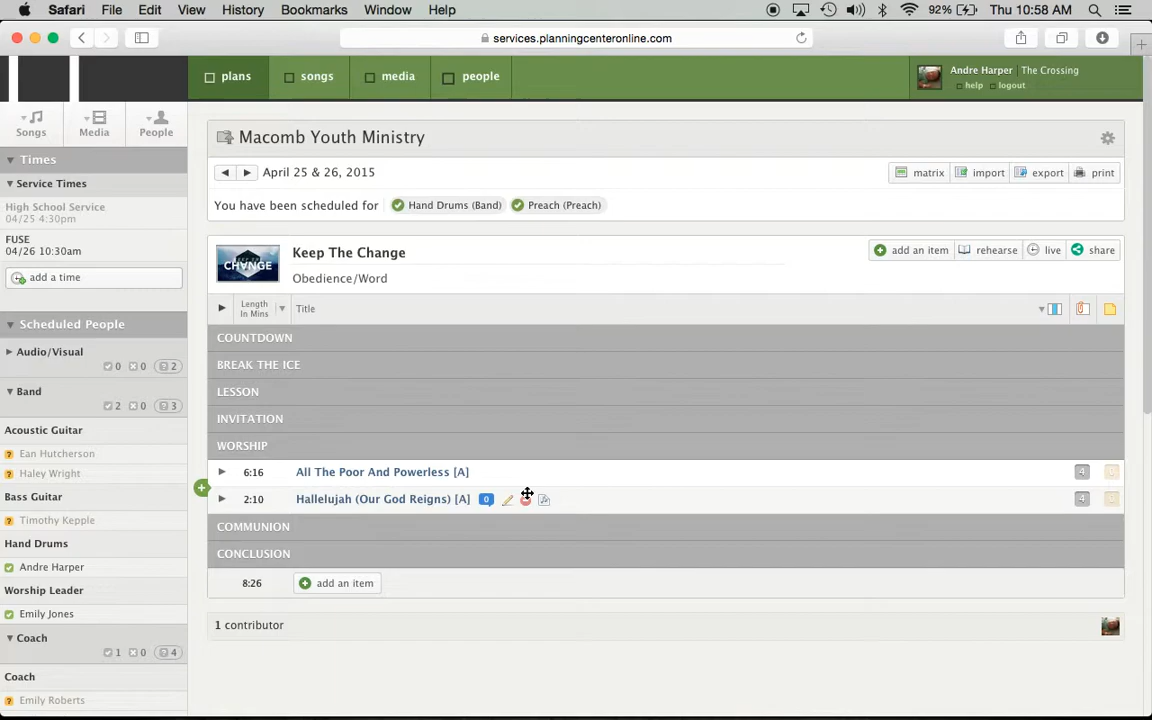 Safari File Edit View History Bookmarks Window Help 92% Thu 10:58 AM
services.planningcenteronline.com
plans songs media people
Andre Harper | The Crossing
help logout
Songs Media People
Times
Service Times
High School Service
04/25 4:30pm
FUSE
04/26 10:30am
add a time
Scheduled People
Audio/Visual
0 0 2
Band
2 0 3
Acoustic Guitar
Ean Hutcherson
Haley Wright
Bass Guitar
Timothy Kepple
Hand Drums
Andre Harper
Worship Leader
Emily Jones
Coach
1 0 4
Coach
Emily Roberts
Macomb Youth Ministry
April 25 & 26, 2015
matrix import export print
You have been scheduled for Hand Drums (Band) Preach (Preach)
CHANGE
Keep The Change
Obedience/Word
add an item rehearse live share
Length
In Mins
Title
COUNTDOWN
BREAK THE ICE
LESSON
INVITATION
WORSHIP
6:16 All The Poor And Powerless [A] 4
2:10 Hallelujah (Our God Reigns) [A] 0 4
COMMUNION
CONCLUSION
8:26 add an item
1 contributor